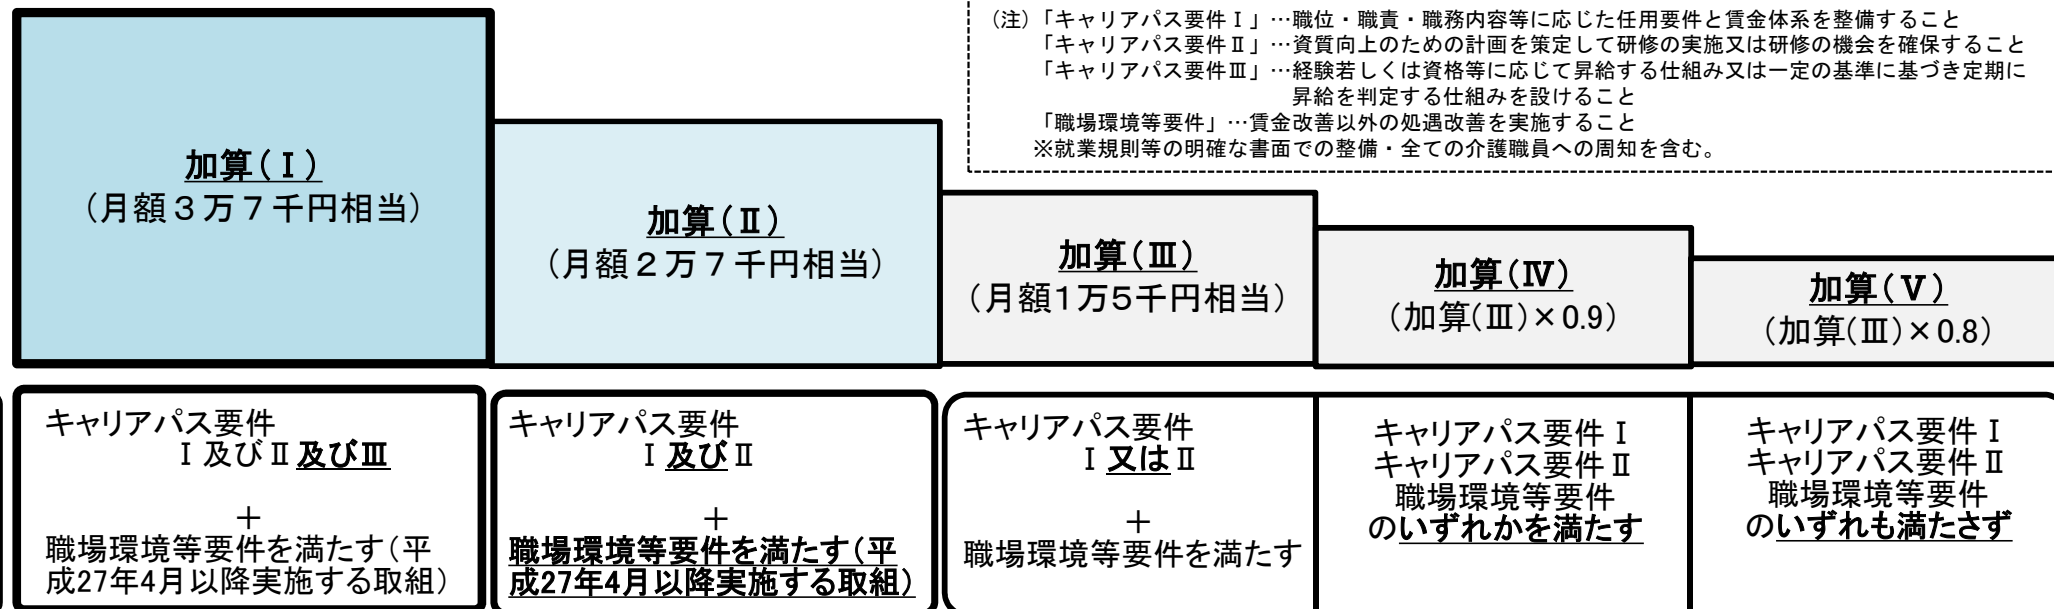 （注）「キャリアパス要件Ⅰ」…職位・職責・職務内容等に応じた任用要件と賃金体系を整備すること
「キャリアパス要件Ⅱ」…資質向上のための計画を策定して研修の実施又は研修の機会を確保すること
「キャリアパス要件Ⅲ」…経験若しくは資格等に応じて昇給する仕組み又は一定の基準に基づき定期に
昇給を判定する仕組みを設けること
「職場環境等要件」…賃金改善以外の処遇改善を実施すること
※就業規則等の明確な書面での整備・全ての介護職員への周知を含む。
加算（Ⅰ）
（月額３万７千円相当）
加算（Ⅱ）
（月額２万７千円相当）
加算（Ⅲ）
（月額1万5千円相当）
加算（Ⅳ）
（加算(Ⅲ)×0.9）
加算（Ⅴ）
（加算(Ⅲ)×0.8）
キャリアパス要件
Ⅰ及びⅡ及びⅢ
＋
職場環境等要件を満たす（平
成27年4月以降実施する取組）
キャリアパス要件
Ⅰ及びⅡ
＋
職場環境等要件を満たす（平
成27年4月以降実施する取組）
キャリアパス要件
Ⅰ又はⅡ
＋
職場環境等要件を満たす
キャリアパス要件Ⅰ
キャリアパス要件Ⅱ
職場環境等要件
のいずれかを満たす
キャリアパス要件Ⅰ
キャリアパス要件Ⅱ
職場環境等要件
のいずれも満たさず